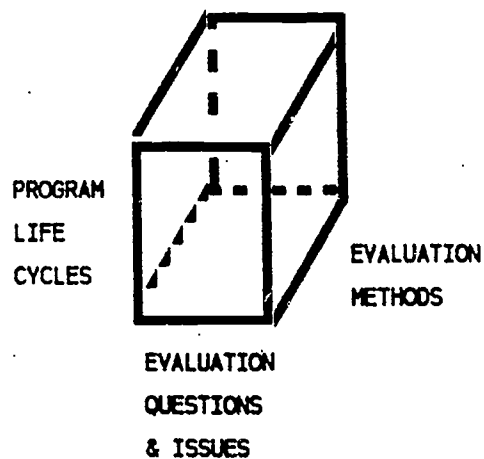 PROGRAM
LIFE
CYCLES
EVALUATION
METHODS
EVALUATION
QUESTIONS
& ISSUES